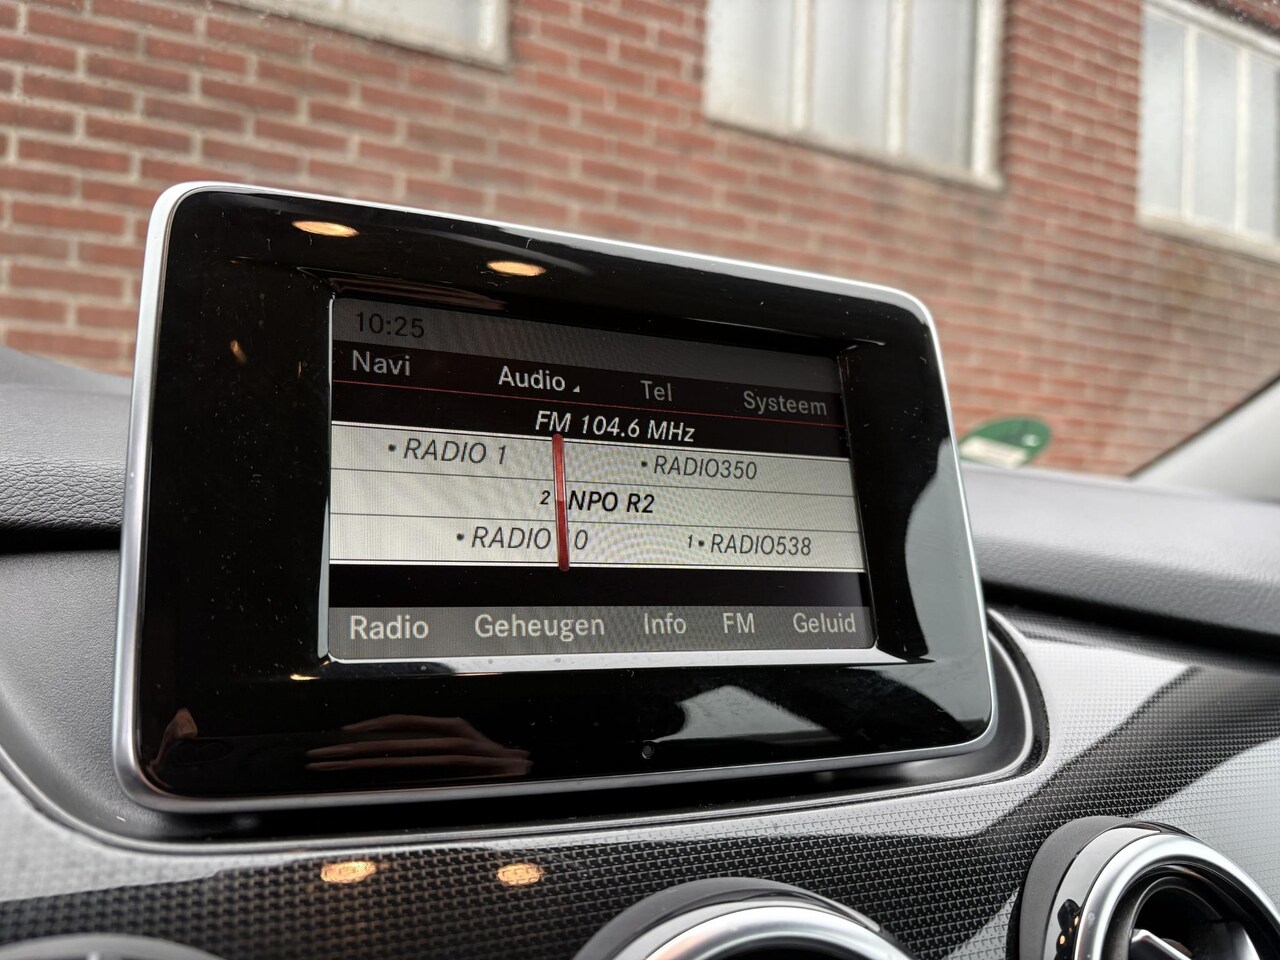 10:25
Navi Audio Tel Systeem
FM 104.6 MHz
• RADIO 1 • RADIO350
2 NPO R2
• RADIO 0 1• RADIO538
Radio Geheugen Info FM Geluid